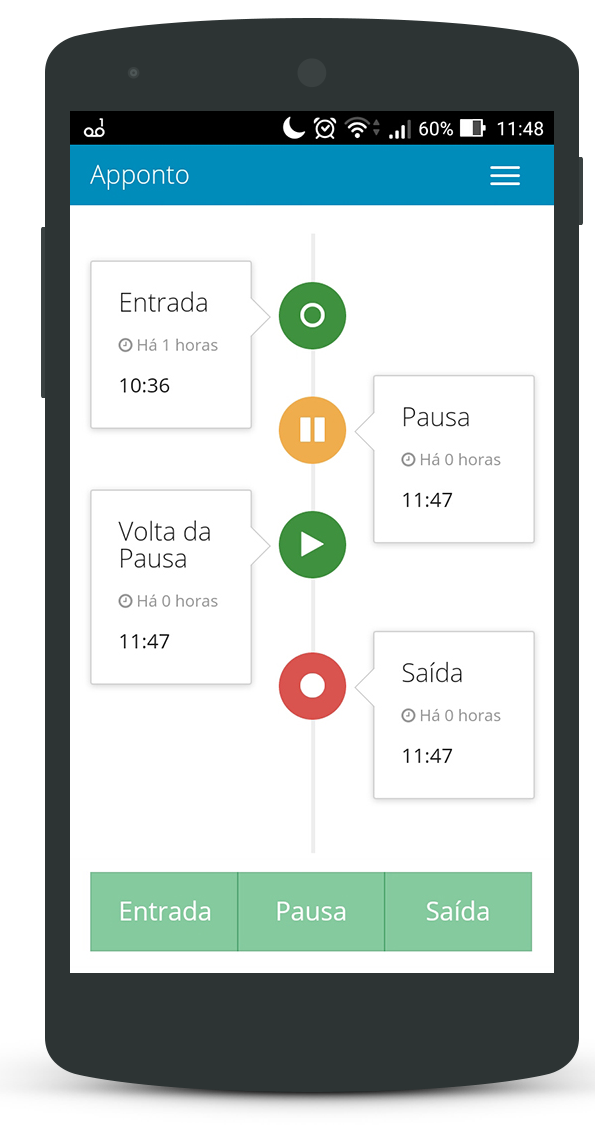 60% 11:48
Apponto
Entrada
Há 1 horas
10:36
Pausa
Há 0 horas
11:47
Volta da
Pausa
Há 0 horas
11:47
Saída
Há 0 horas
11:47
Entrada Pausa Saída